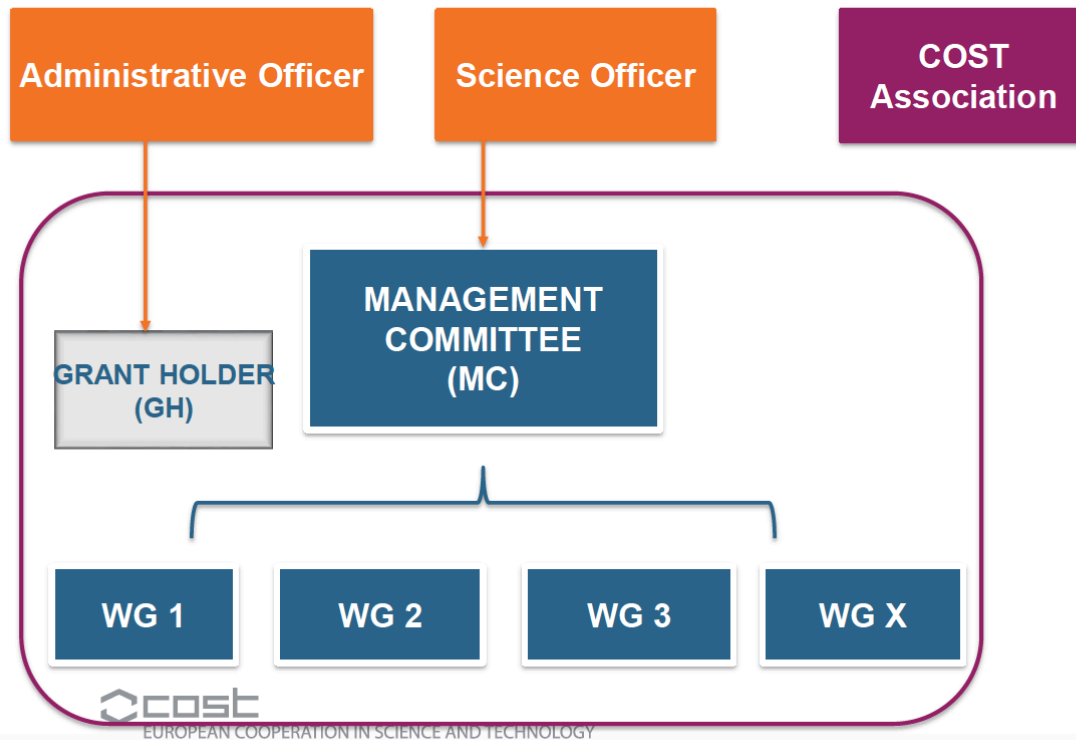 Administrative Officer
Science Officer
COST
Association
MANAGEMENT
COMMITTEE
(MC)
GRANT HOLDER
(GH)
WG 1
WG 2
WG 3
WG X
cost
EUROPEAN COOPERATION IN SCIENCE AND TECHNOLOGY